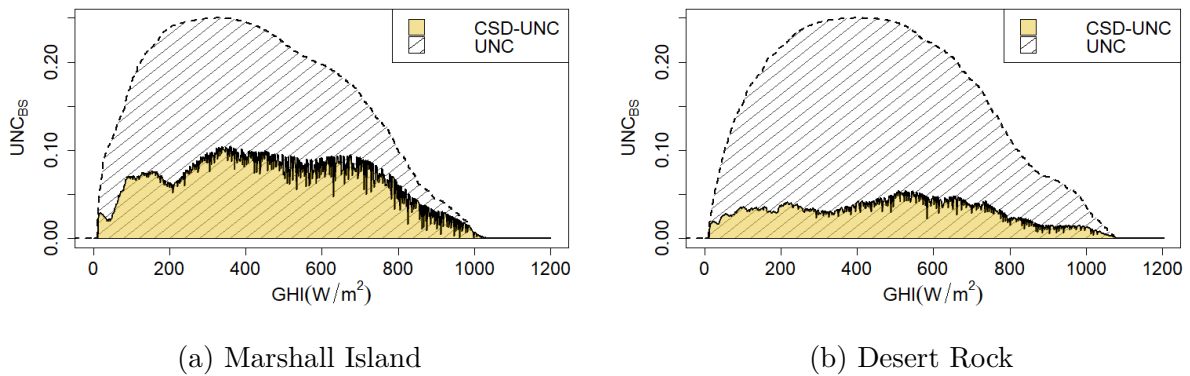 CSD-UNC
UNC
UNC_BS
0.00
0.10
0.20
0
200
400
600
800
1000
1200
GHI(W/m²)
(a) Marshall Island
CSD-UNC
UNC
UNC_BS
0.00
0.10
0.20
0
200
400
600
800
1000
1200
GHI(W/m²)
(b) Desert Rock